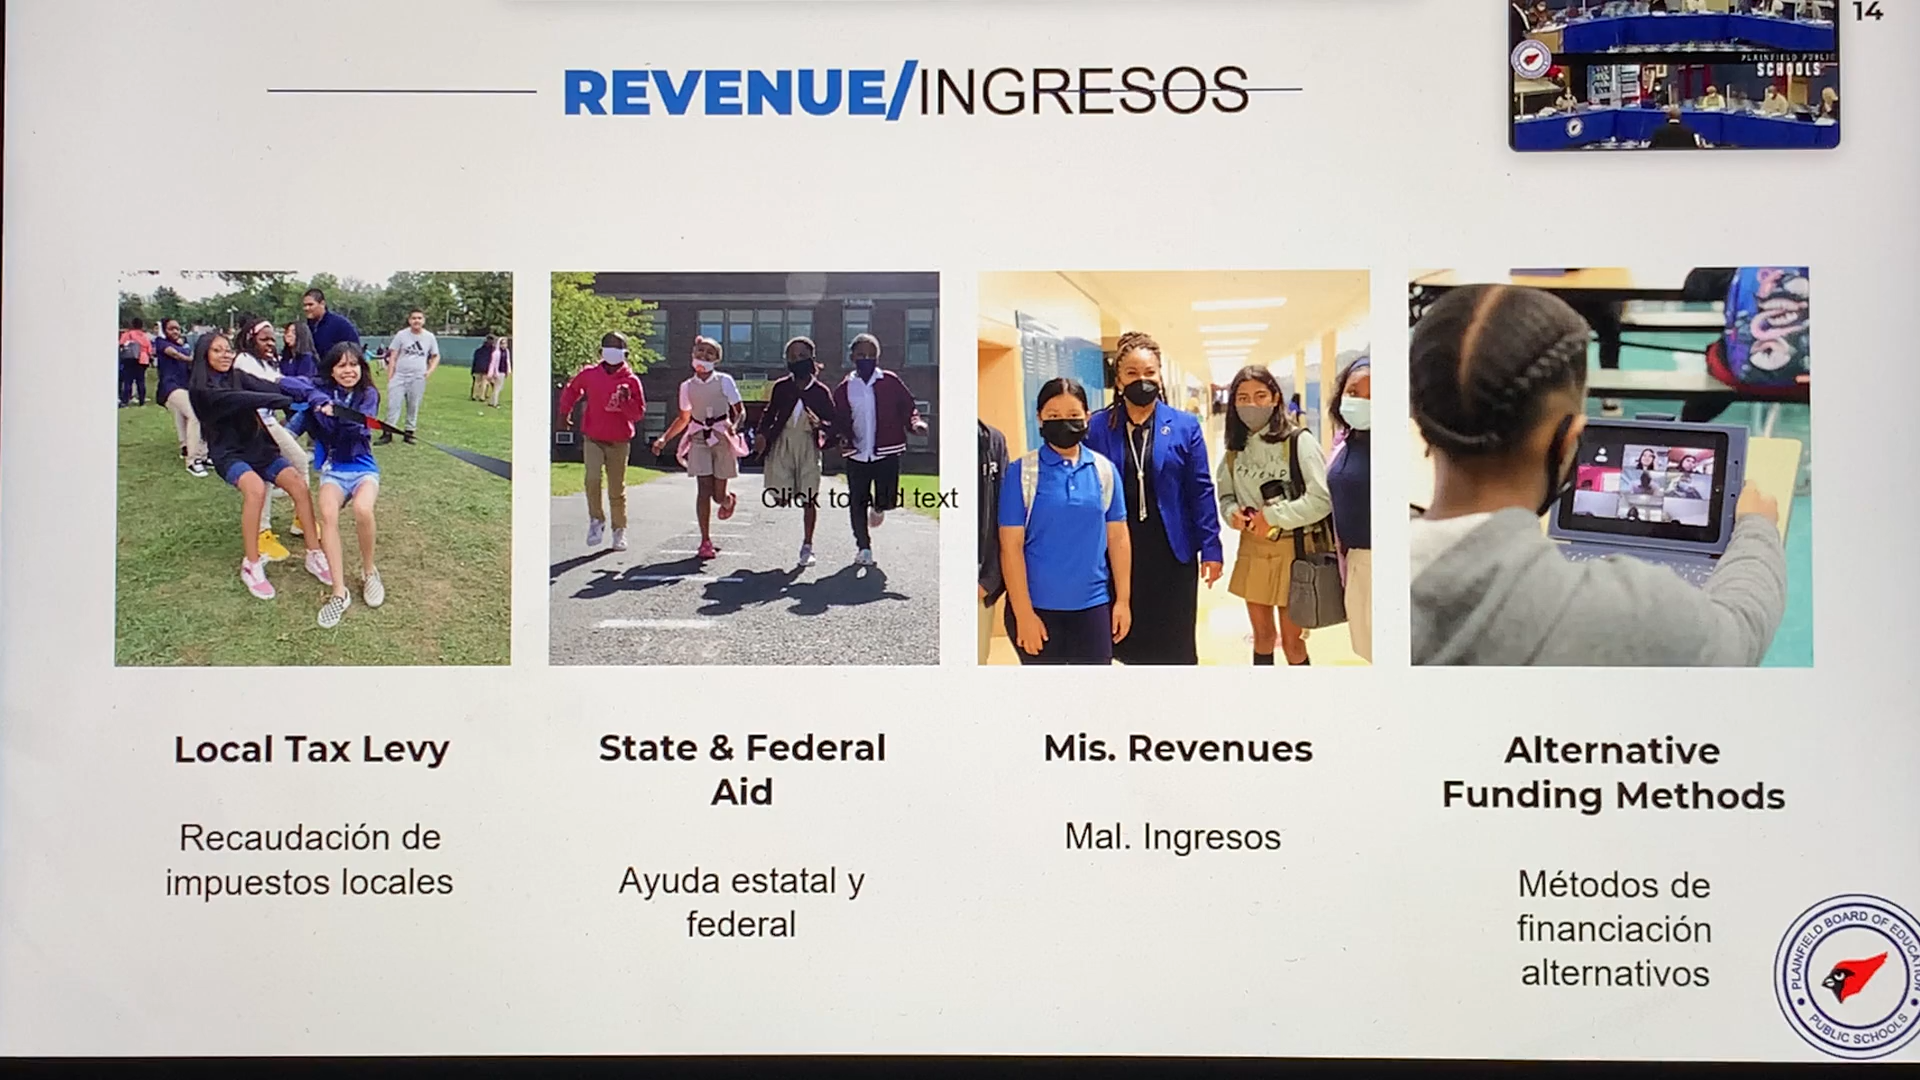 14
REVENUE/INGRESOS
PLAINFIELD PUBLIC
SCHOOLS
Click to add text
Local Tax Levy
Recaudación de
impuestos locales
State & Federal
Aid
Ayuda estatal y
federal
Mis. Revenues
Mal. Ingresos
Alternative
Funding Methods
Métodos de
financiación
alternativos
PLAINFIELD BOARD OF EDUCATION
PUBLIC SCHOOLS